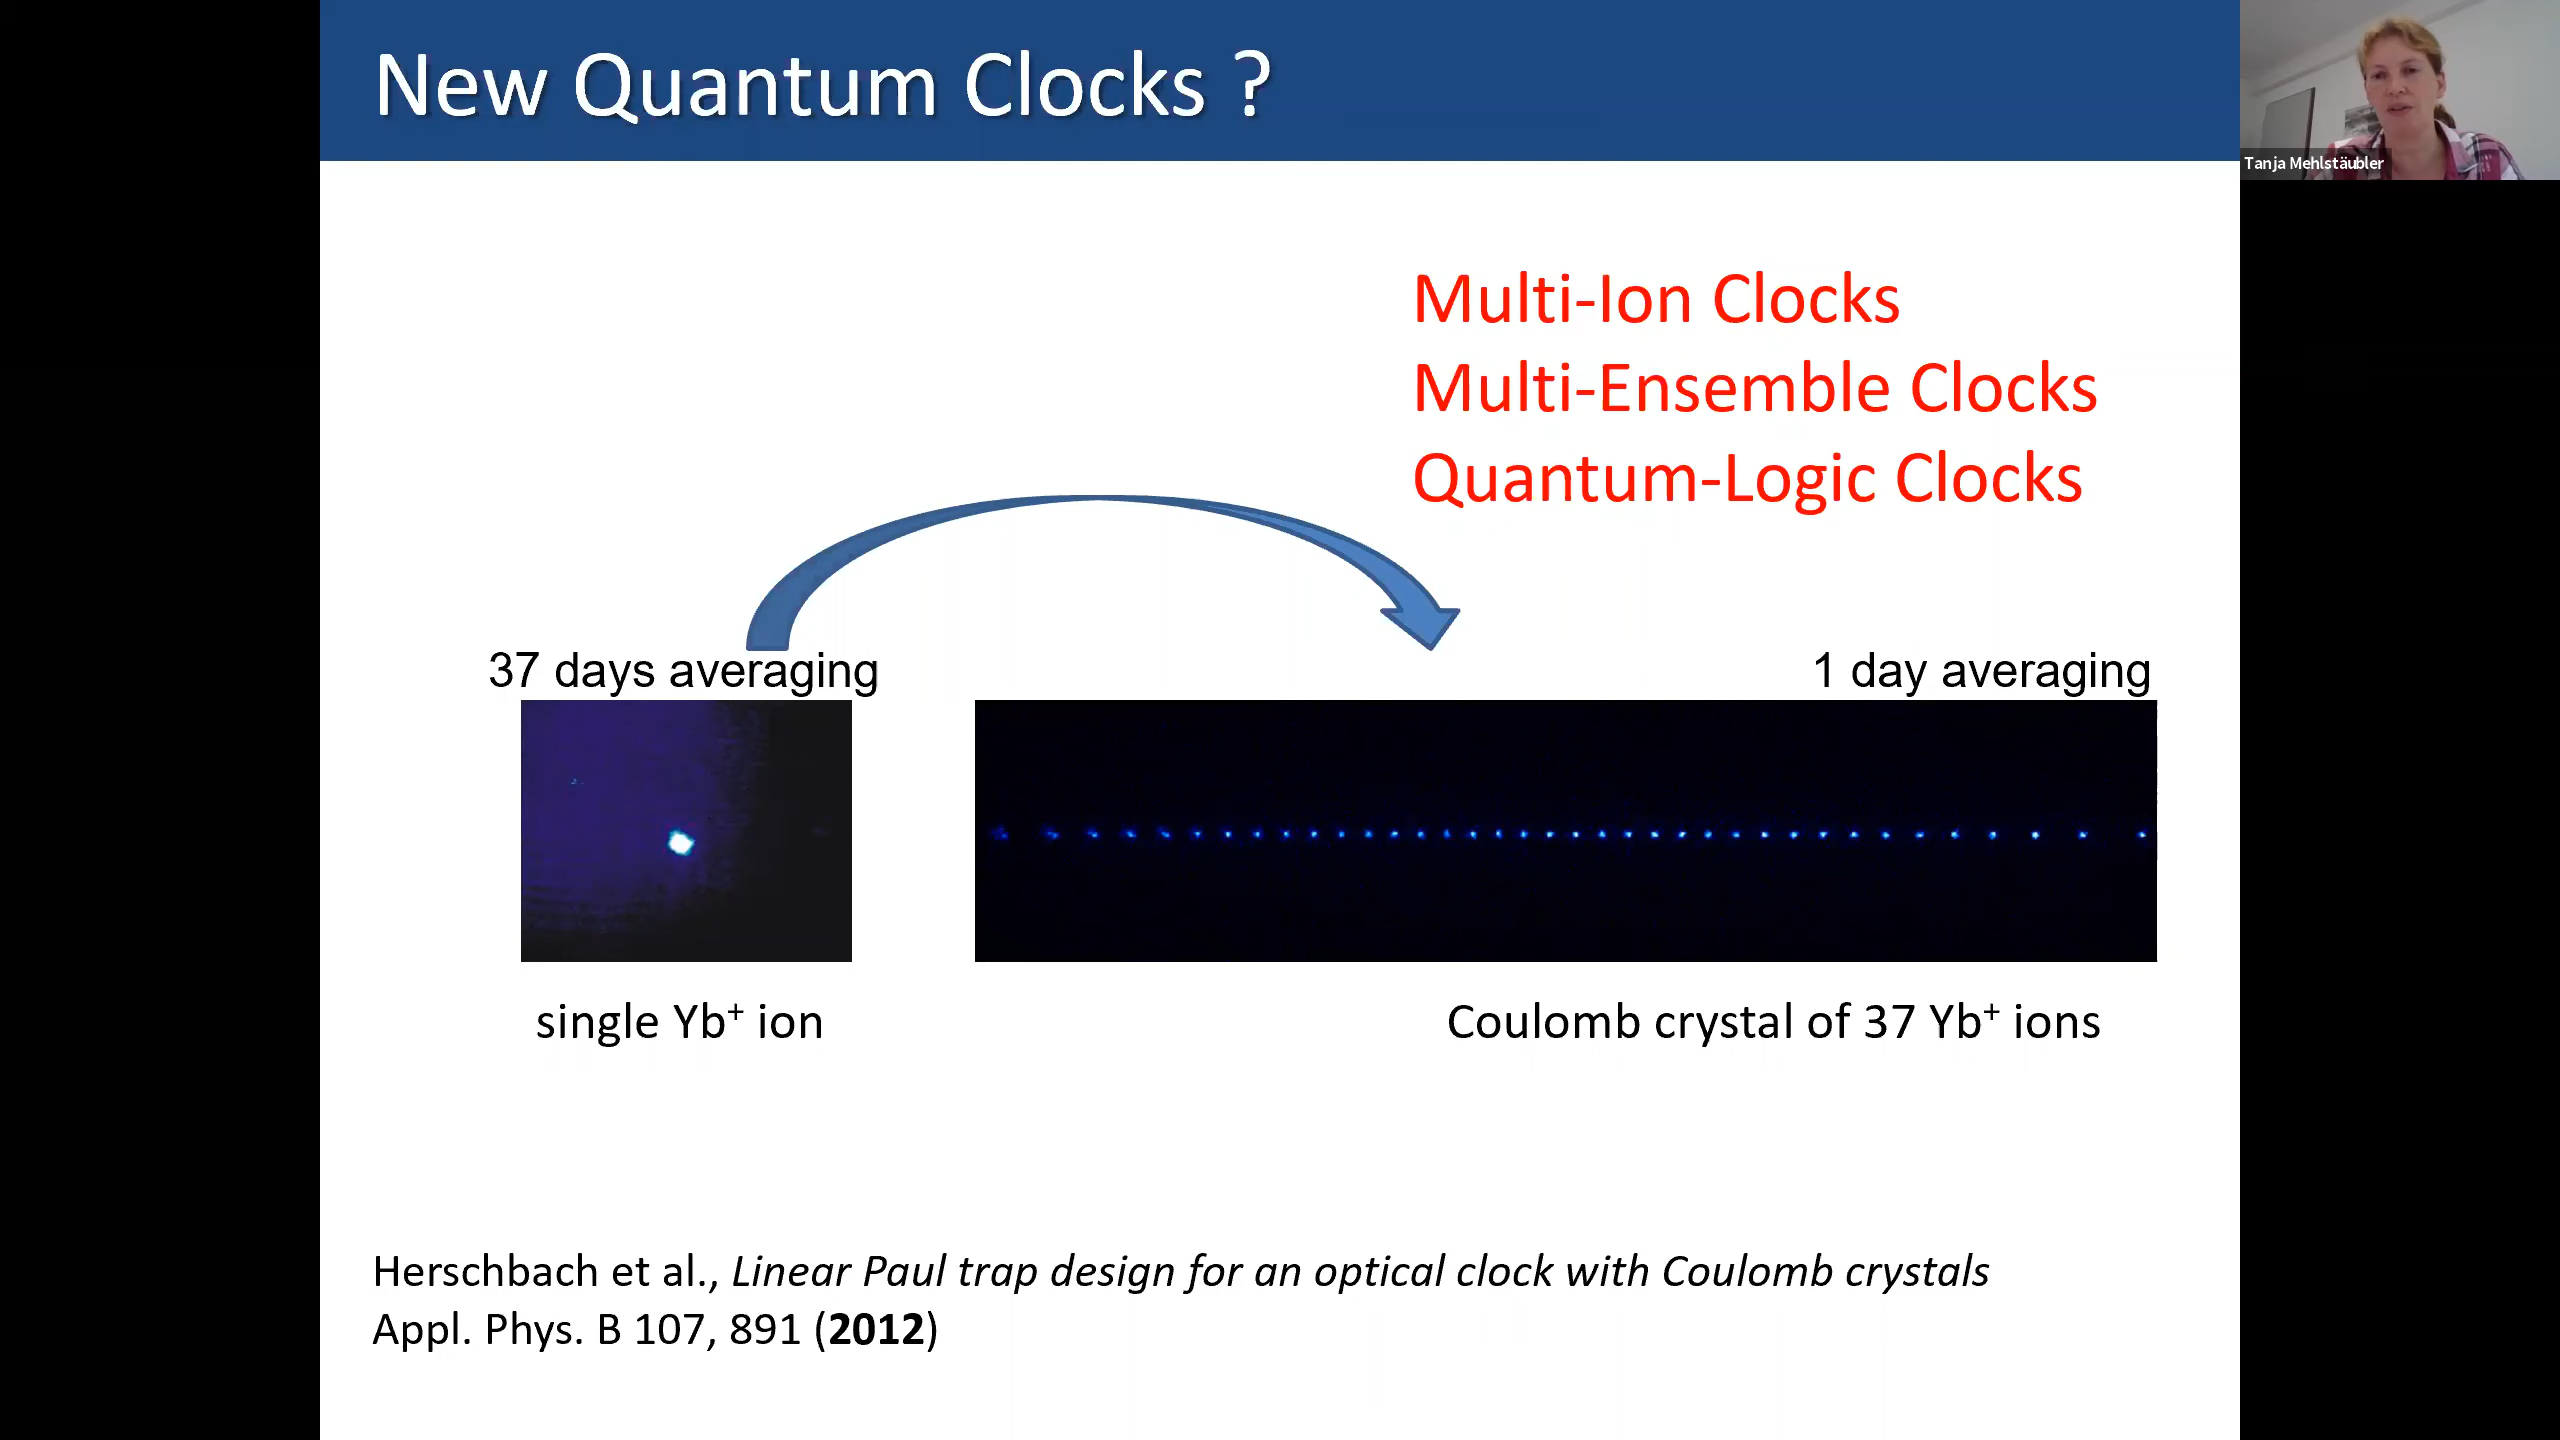 New Quantum Clocks ?
Tanja Mehlstäubler
Multi-Ion Clocks
Multi-Ensemble Clocks
Quantum-Logic Clocks
37 days averaging
1 day averaging
single Yb⁺ ion
Coulomb crystal of 37 Yb⁺ ions
Herschbach et al., Linear Paul trap design for an optical clock with Coulomb crystals
Appl. Phys. B 107, 891 (2012)